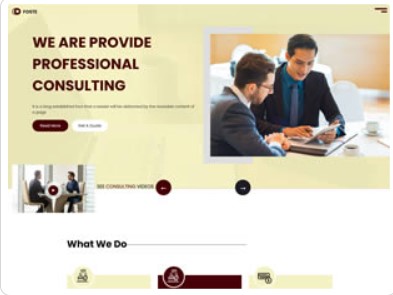 FOSTE
WE ARE PROVIDE
PROFESSIONAL
CONSULTING
It is a long established fact that a reader will be distracted by the readable content of
a page
Read More
Get A Quote
SEE CONSULTING VIDEOS
What We Do